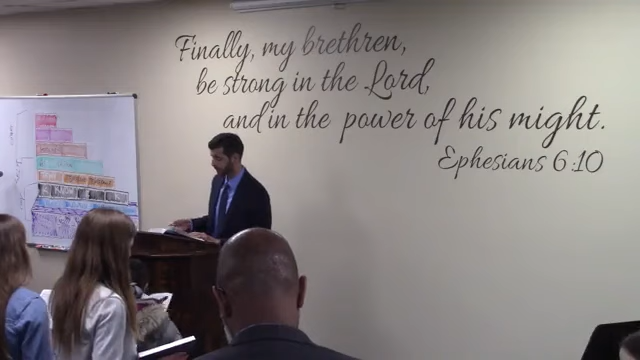 Finally, my brethren,
be strong in the Lord,
and in the power of his might.
Ephesians 6:10